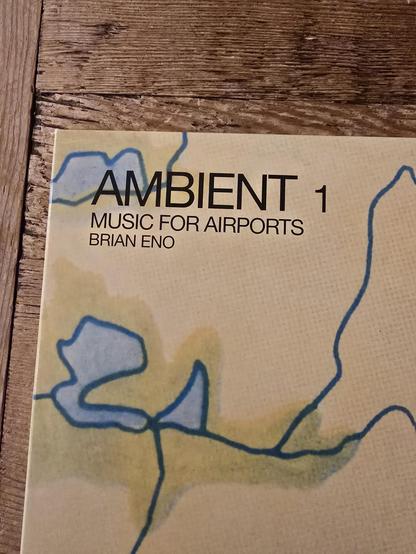 AMBIENT 1
MUSIC FOR AIRPORTS
BRIAN ENO